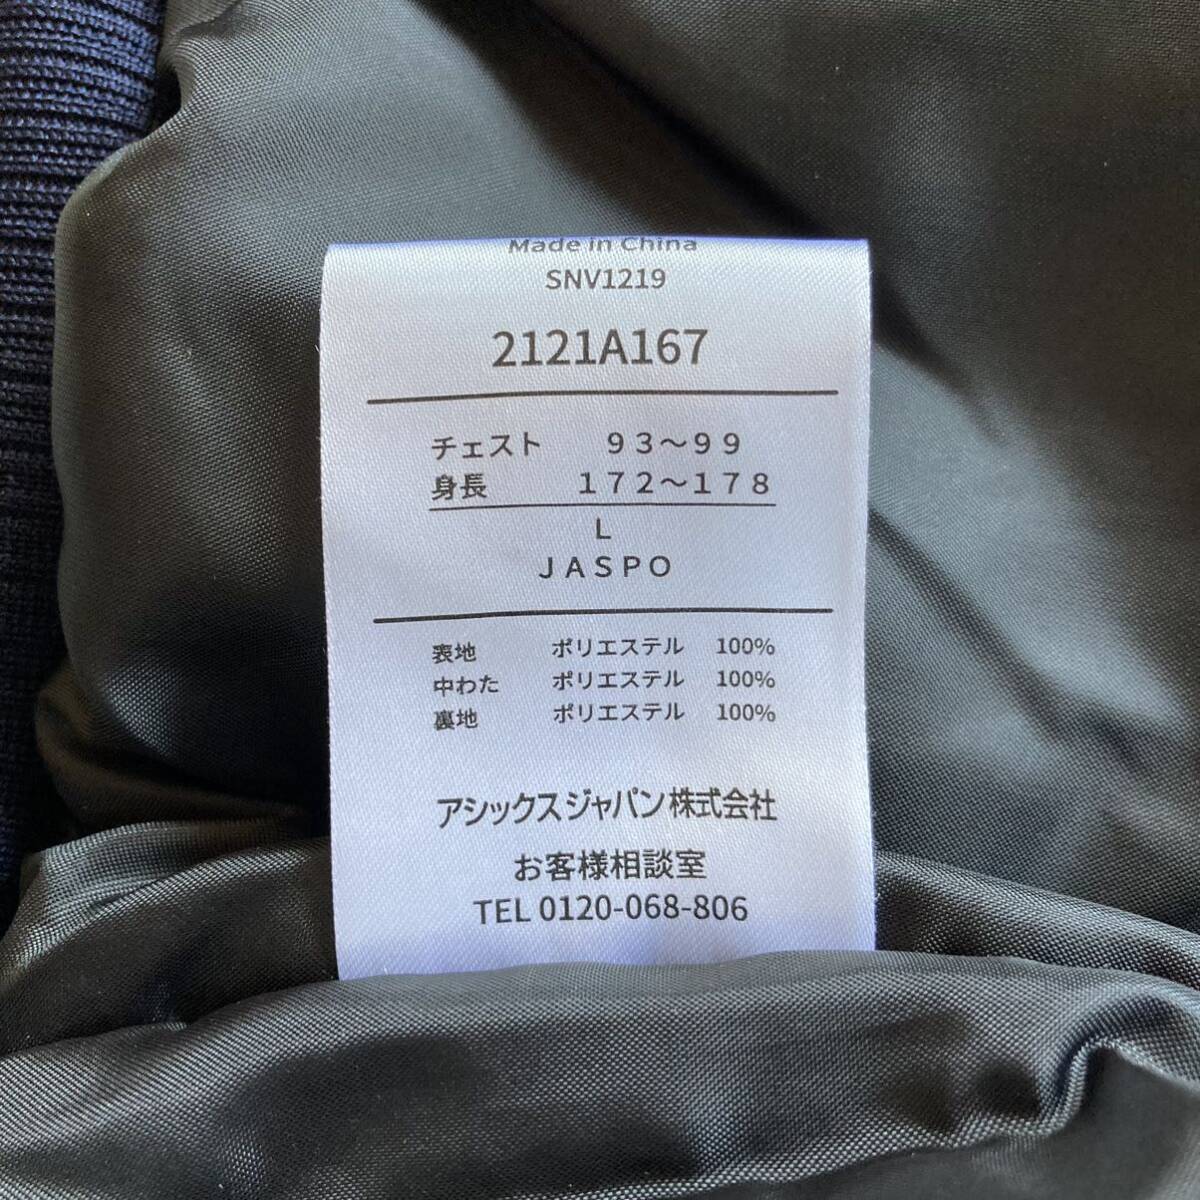 Made in China
SNV1219
2121A167
チェスト 93～99
身長 172～178
L
JASPO
表地 ポリエステル 100%
中わた ポリエステル 100%
裏地 ポリエステル 100%
アシックスジャパン株式会社
お客様相談室
TEL 0120-068-806